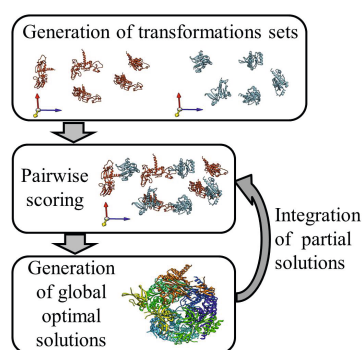 Generation of transformations sets
Pairwise
scoring
Integration
of partial
solutions
Generation
of global
optimal
solutions